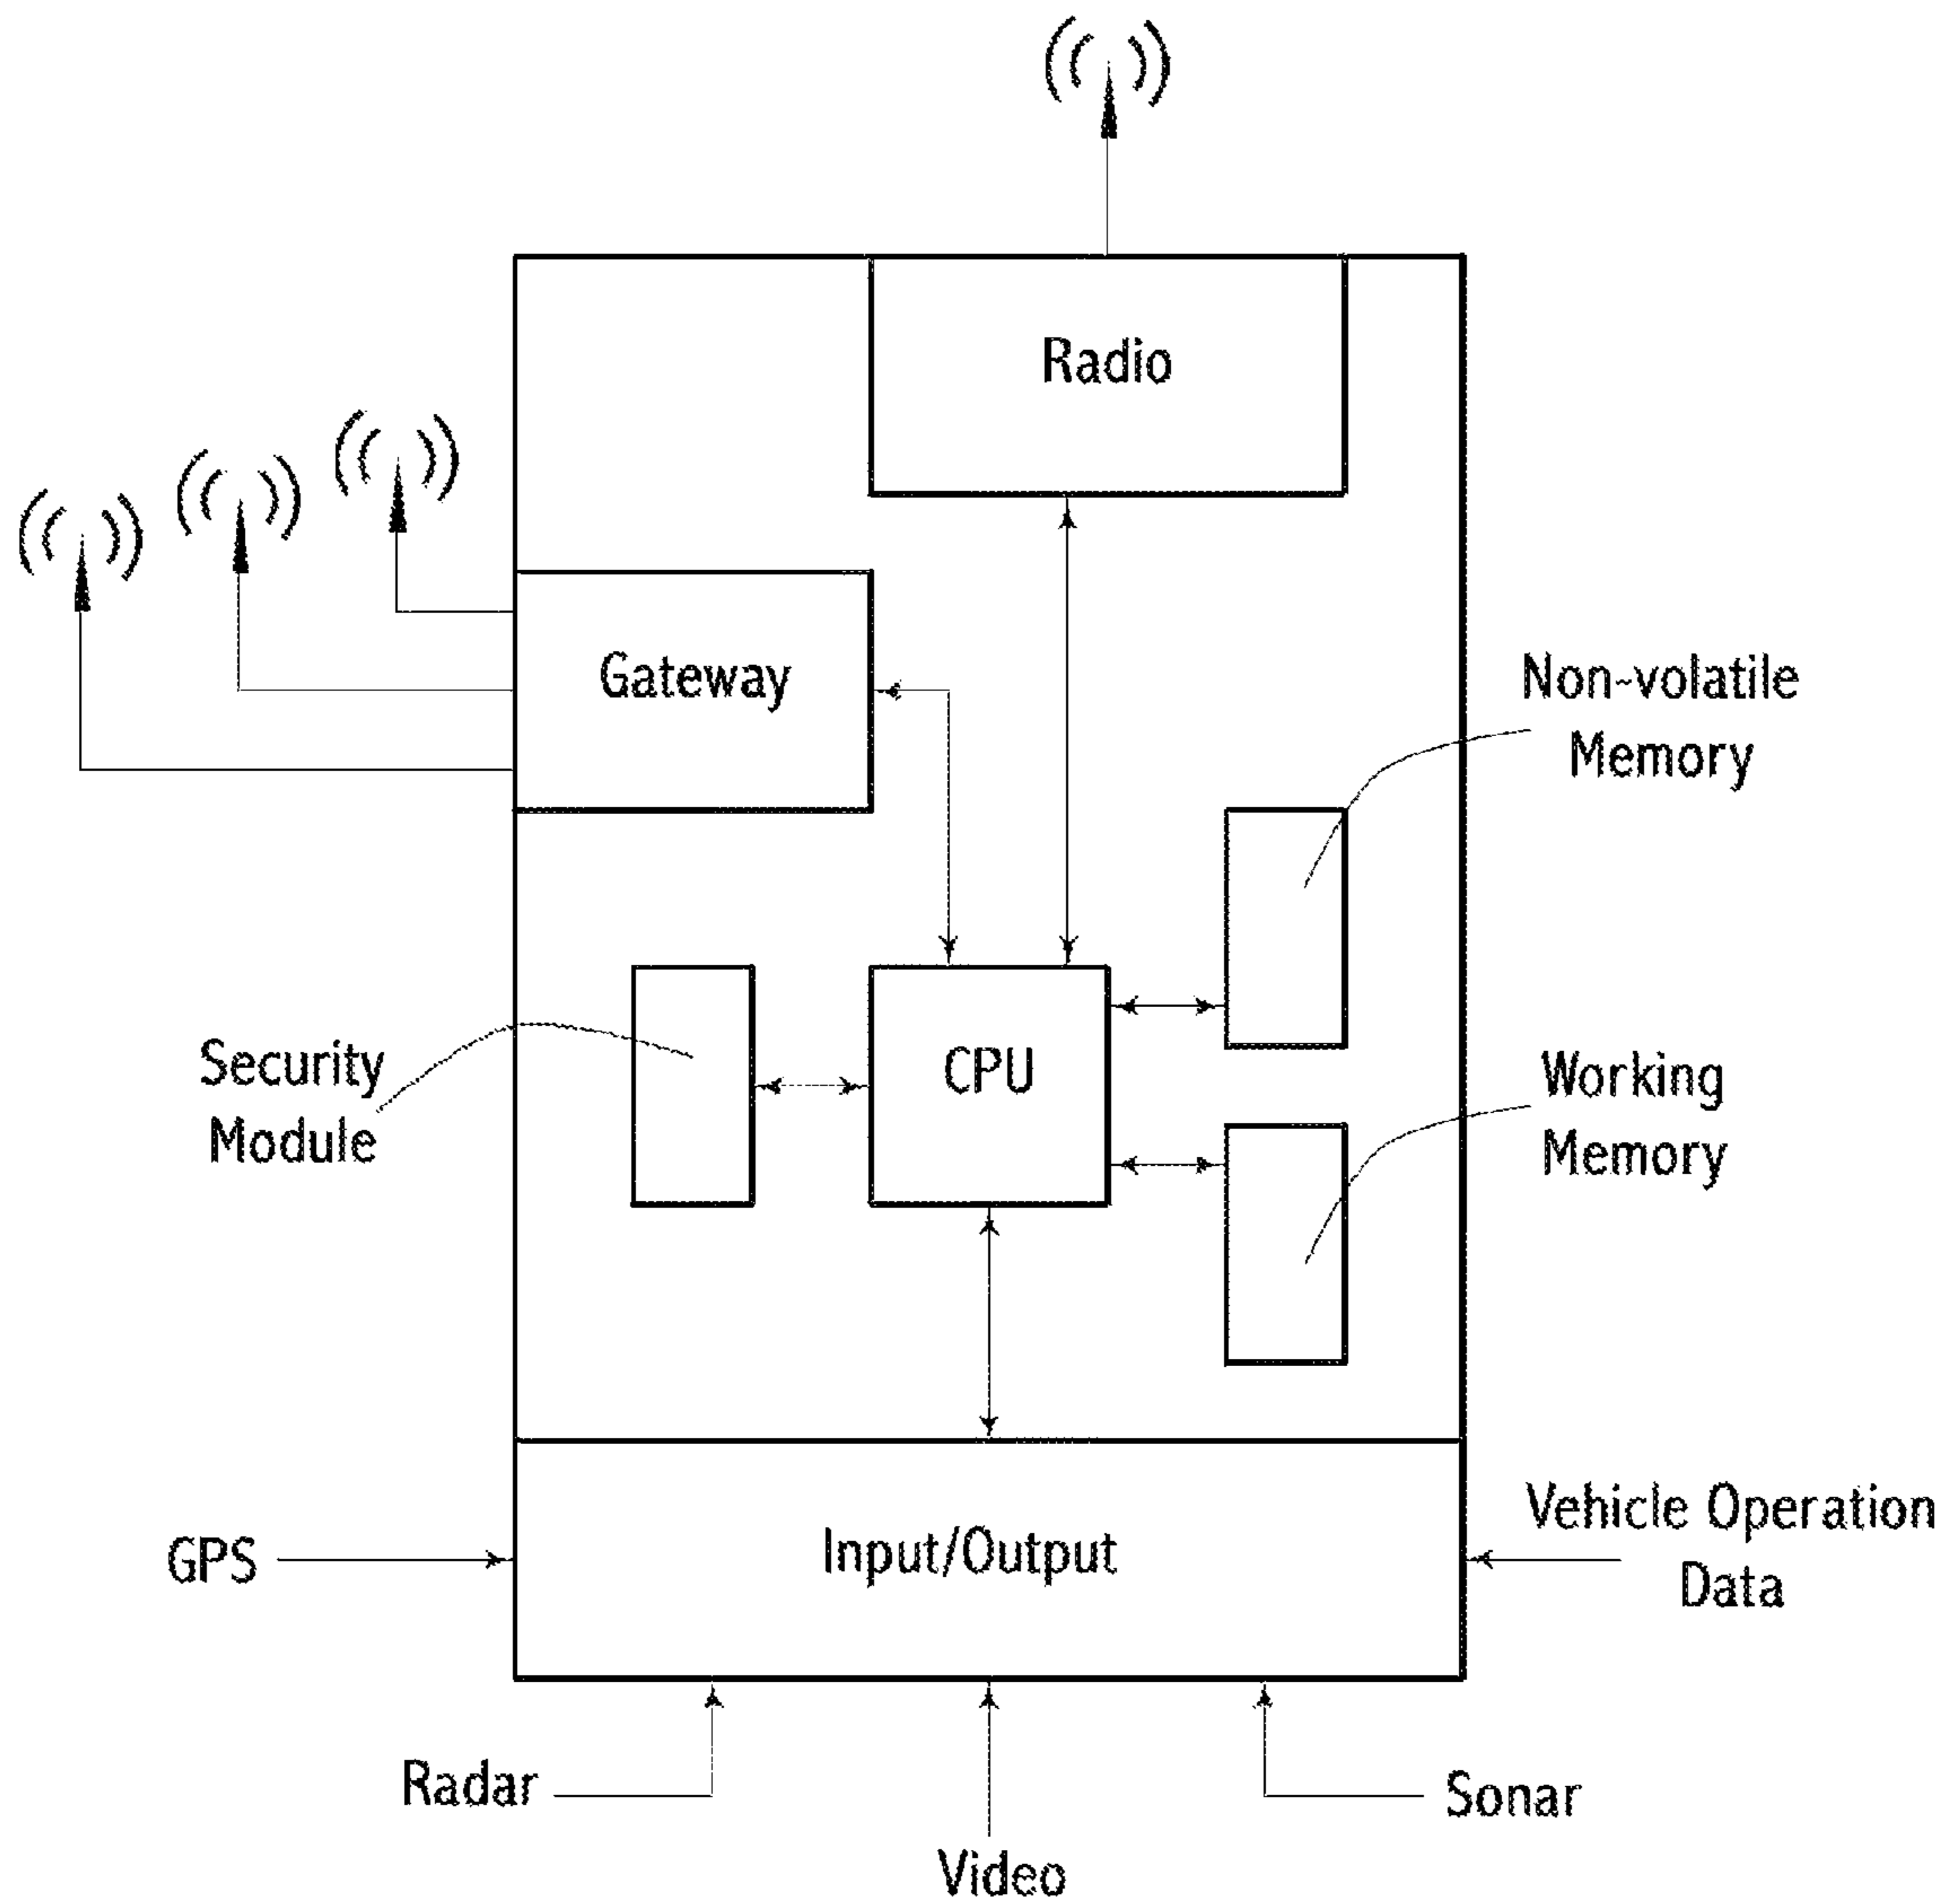 Radio
Gateway
Non-volatile
Memory
Security
Module
CPU
Working
Memory
GPS
Input/Output
Vehicle Operation
Data
Radar
Video
Sonar